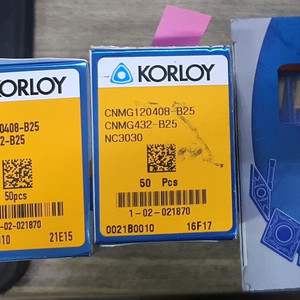 KORLOY
0408-B25
2-B25
50pcs
02-021870
010 21E15
KORLOY
CNMG120408-B25
CNMG432-B25
NC3030
50 Pcs
1-02-021870
0021B0010 16F17